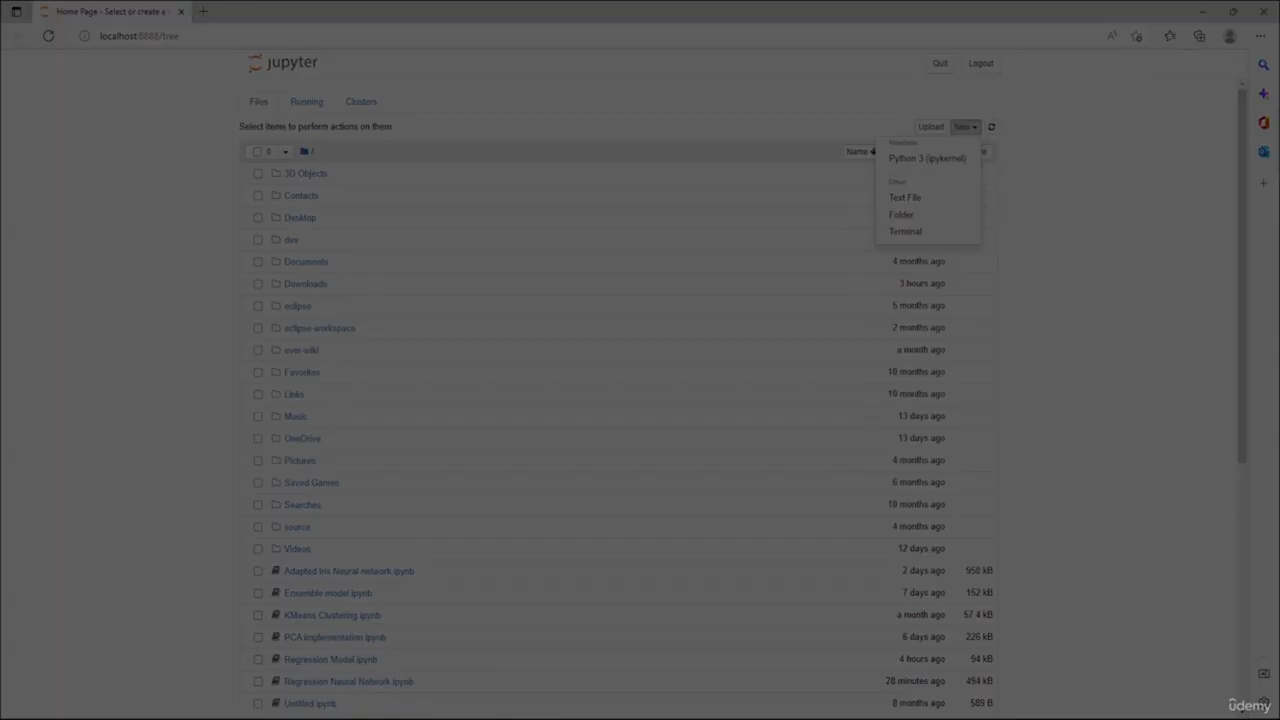 Home Page - Select or create a
localhost:8888/tree
jupyter
Quit Logout
Files Running Clusters
Select items to perform actions on them
Upload New
0 / Name
Notebook:
Python 3 (ipykernel)
Other:
Text File
Folder
Terminal
3D Objects
Contacts
Desktop
dev
Documents 4 months ago
Downloads 3 hours ago
eclipse 5 months ago
eclipse-workspace 2 months ago
ever-wiki a month ago
Favorites 10 months ago
Links 10 months ago
Music 13 days ago
OneDrive 13 days ago
Pictures 4 months ago
Saved Games 6 months ago
Searches 10 months ago
source 4 months ago
Videos 12 days ago
Adapted Iris Neural network.ipynb 2 days ago 958 kB
Ensemble model.ipynb 7 days ago 152 kB
KMeans Clustering.ipynb a month ago 57.4 kB
PCA implementation.ipynb 6 days ago 226 kB
Regression Model.ipynb 4 hours ago 94 kB
Regression Neural Network.ipynb 28 minutes ago 494 kB
Untitled.ipynb 8 months ago 589 B
udemy